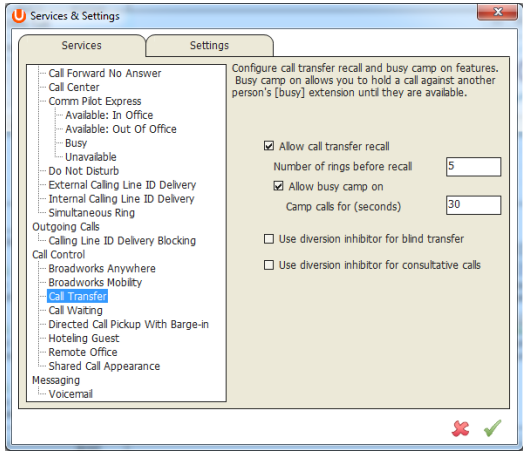 Services & Settings
Services
Settings
Call Forward No Answer
Call Center
Comm Pilot Express
Available: In Office
Available: Out Of Office
Busy
Unavailable
Do Not Disturb
External Calling Line ID Delivery
Internal Calling Line ID Delivery
Simultaneous Ring
Outgoing Calls
Calling Line ID Delivery Blocking
Call Control
Broadworks Anywhere
Broadworks Mobility
Call Transfer
Call Waiting
Directed Call Pickup With Barge-in
Hoteling Guest
Remote Office
Shared Call Appearance
Messaging
Voicemail
Configure call transfer recall and busy camp on features.
Busy camp on allows you to hold a call against another
person's [busy] extension until they are available.
Allow call transfer recall
Number of rings before recall 5
Allow busy camp on
Camp calls for (seconds) 30
Use diversion inhibitor for blind transfer
Use diversion inhibitor for consultative calls